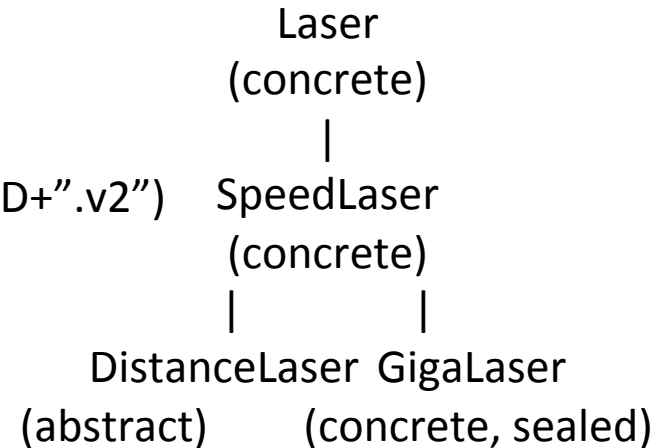 Laser
(concrete)
|
D+”.v2”) SpeedLaser
(concrete)
| |
DistanceLaser GigaLaser
(abstract) (concrete, sealed)